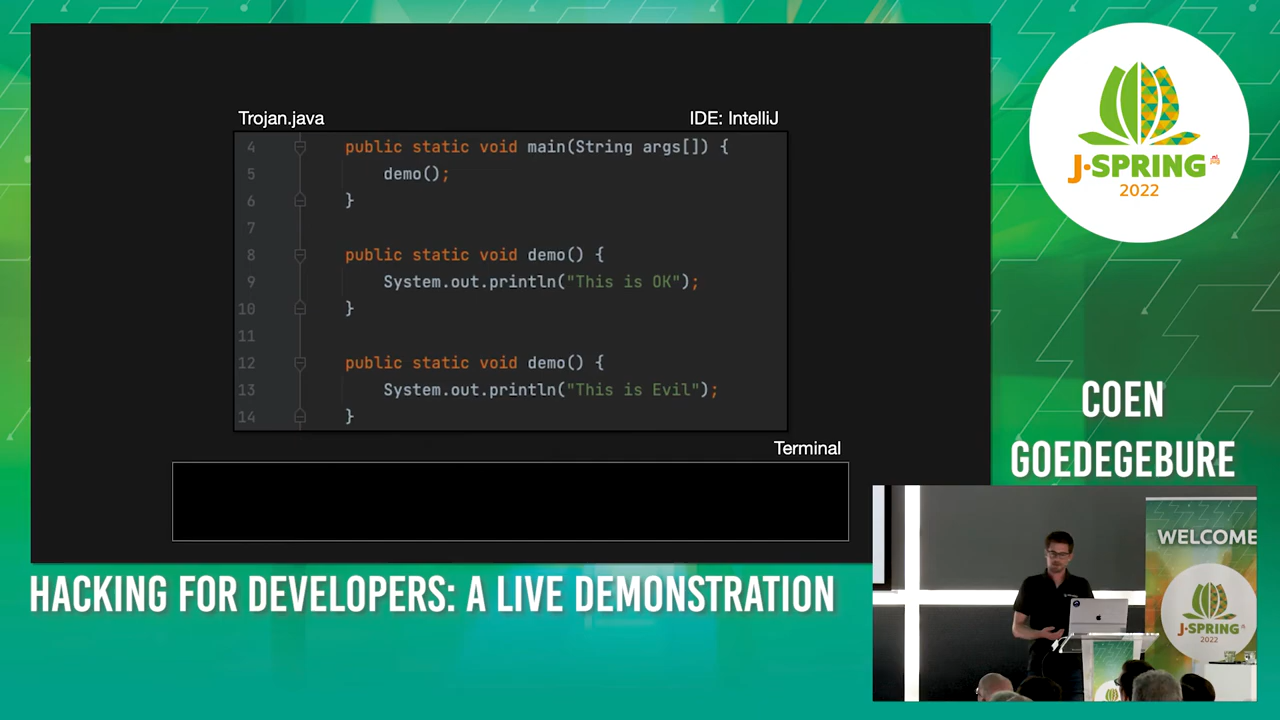 Trojan.java
IDE: IntelliJ
4 public static void main(String args[]) {
5 demo();
6 }
7
8 public static void demo() {
9 System.out.println("This is OK");
10 }
11
12 public static void demo() {
13 System.out.println("This is Evil");
14 }
Terminal
J-SPRING
2022
COEN
GOEDEGEBURE
WELCOME
J-SPRING
2022
HACKING FOR DEVELOPERS: A LIVE DEMONSTRATION